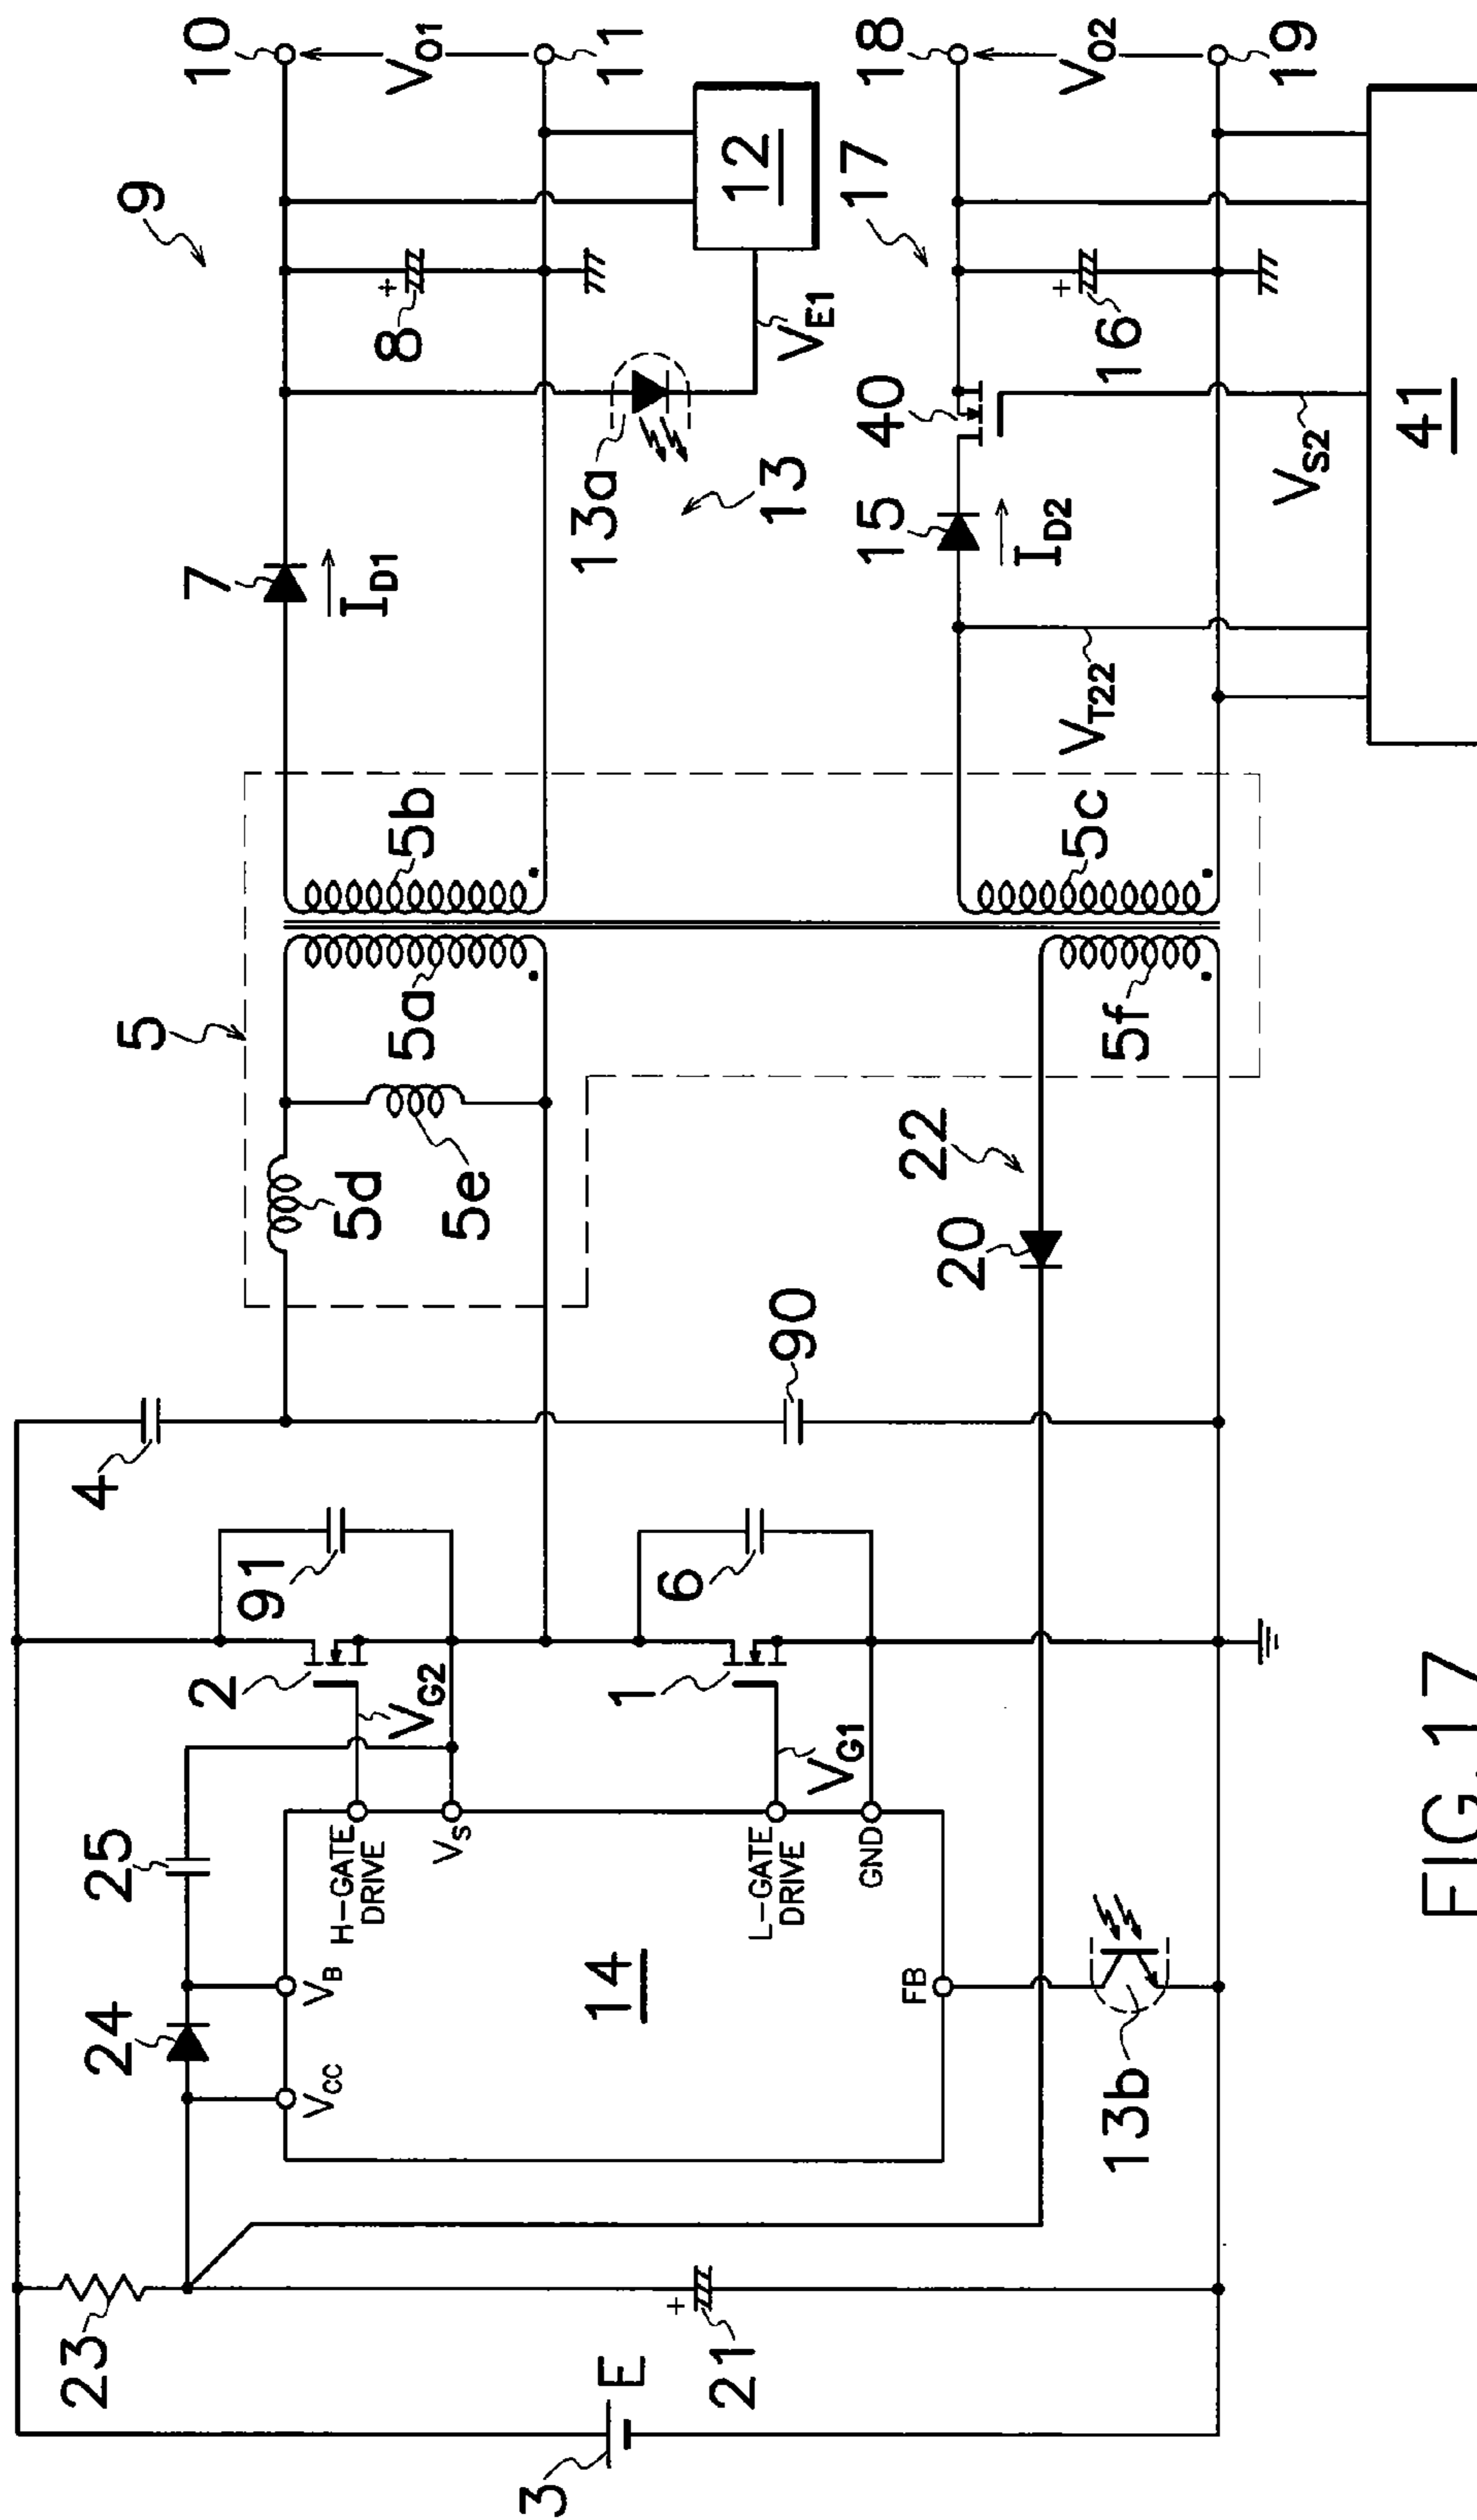 3
E
23
21
24
25
VCC
VB
14
H-GATE
DRIVE
VS
L-GATE
DRIVE
GND
FB
13b
2
VG2
1
VG1
91
6
4
90
5
5d
5e
5a
5b
5f
5c
22
20
7
ID1
8
9
10
VO1
11
12
VE1
13a
13
15
ID2
40
16
17
18
VO2
19
VT22
VS2
41
FIG.17